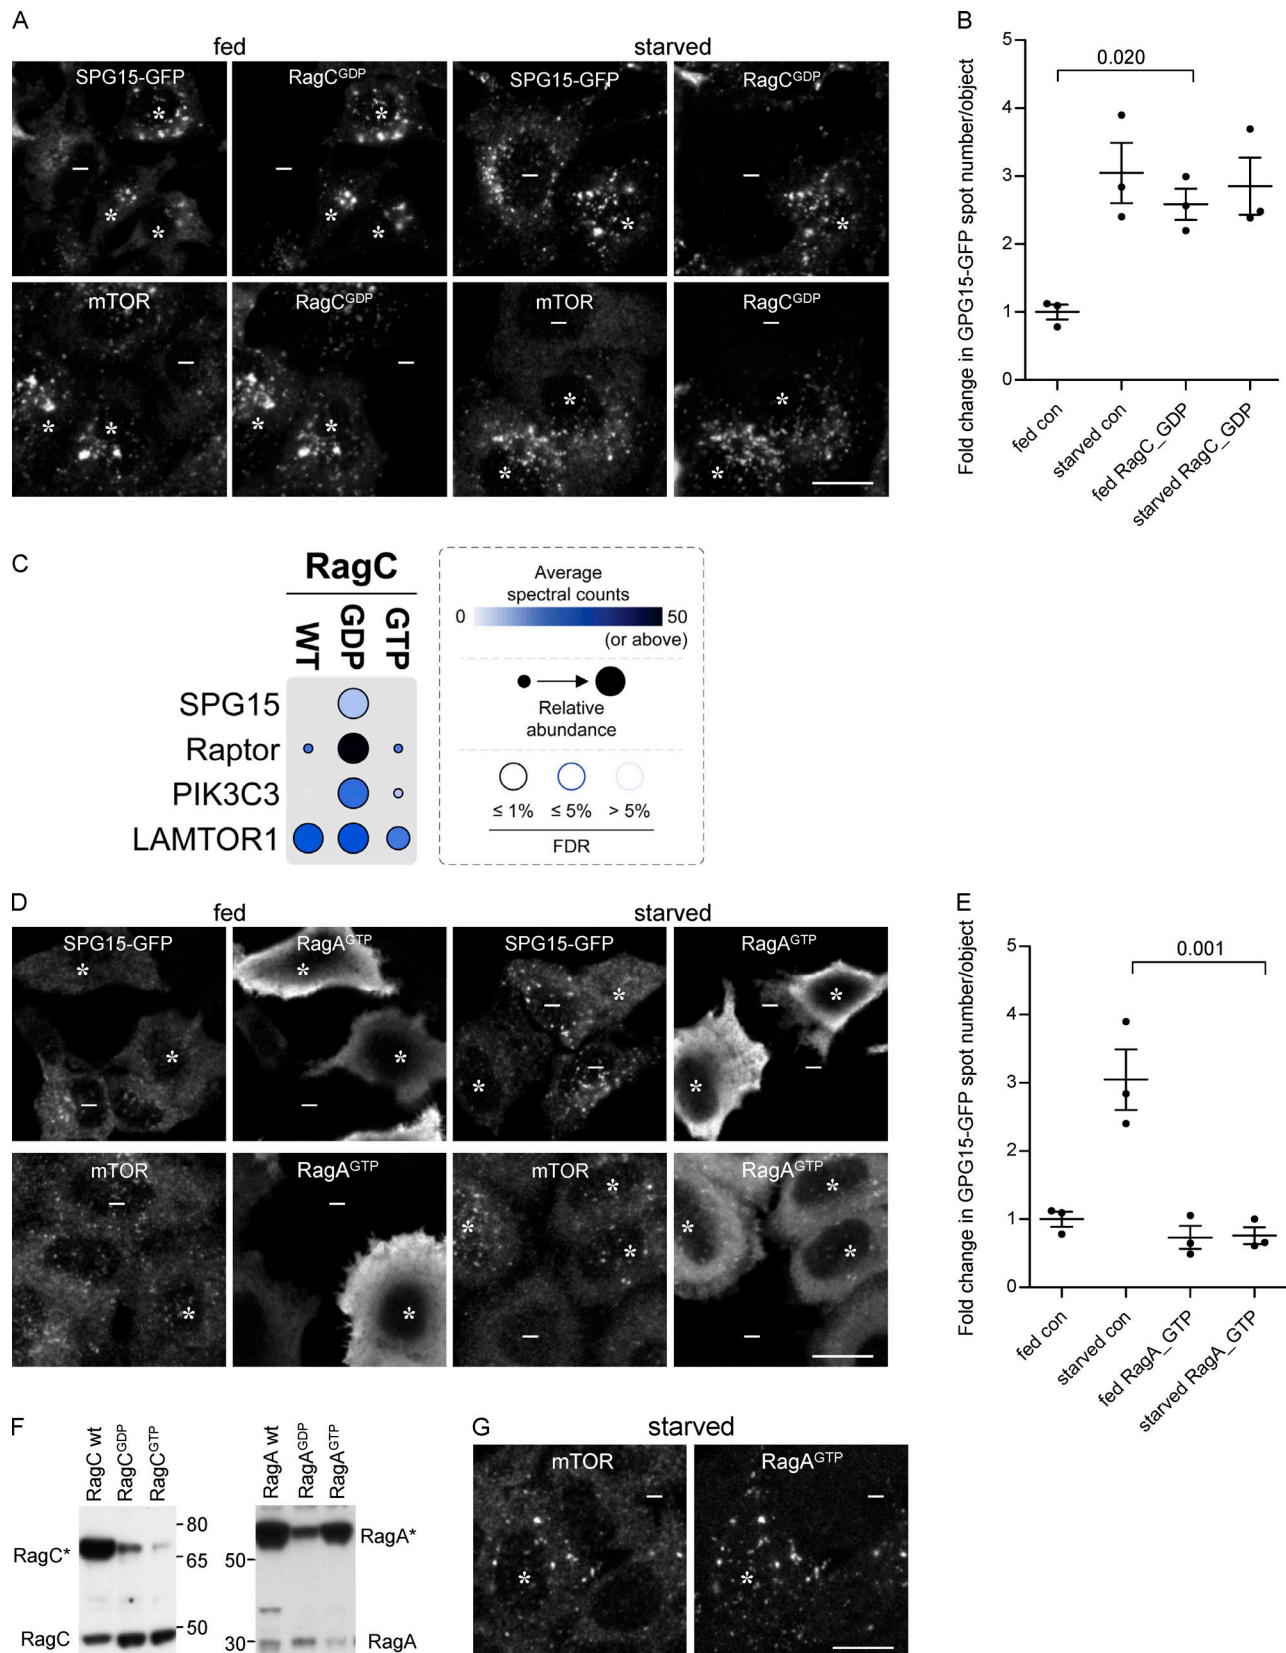 A
fed
starved
SPG15-GFP
RagC^GDP
SPG15-GFP
RagC^GDP
* – * *
* – * *
– *
– *
mTOR
RagC^GDP
mTOR
RagC^GDP
– * *
– * *
– * *
– * *
B
Fold change in GPG15-GFP spot number/object
5
4
3
2
1
0
0.020
fed con
starved con
fed RagC_GDP
starved RagC_GDP
C
RagC
WT
GDP
GTP
SPG15
Raptor
PIK3C3
LAMTOR1
Average
spectral counts
0
50
(or above)
Relative
abundance
≤ 1%
≤ 5%
> 5%
FDR
D
fed
starved
SPG15-GFP
RagA^GTP
SPG15-GFP
RagA^GTP
* * –
* * –
* – * –
* – * –
mTOR
RagA^GTP
mTOR
RagA^GTP
– *
– *
* * * –
* * * –
E
Fold change in GPG15-GFP spot number/object
5
4
3
2
1
0
0.001
fed con
starved con
fed RagA_GTP
starved RagA_GTP
F
RagC wt
RagC^GDP
RagC^GTP
RagC*
RagC
80
65
50
RagA wt
RagA^GDP
RagA^GTP
50
30
RagA*
RagA
G
starved
mTOR
RagA^GTP
– *
– *